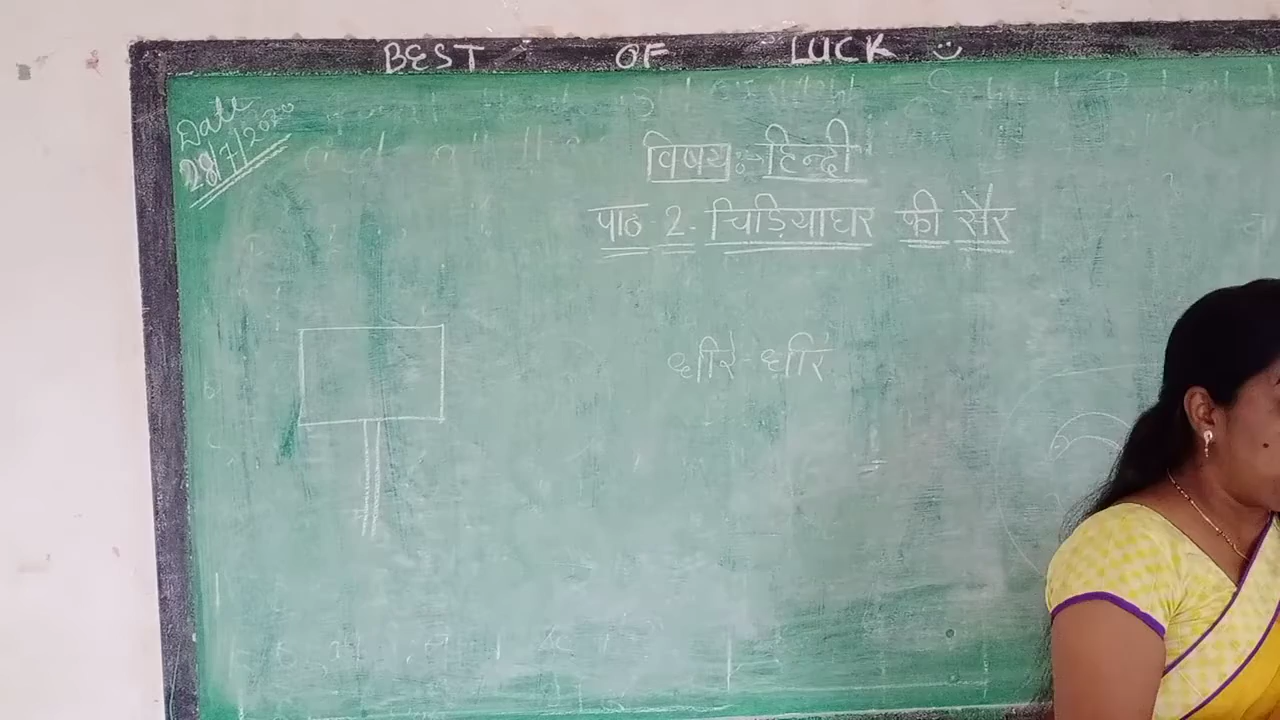 BEST OF LUCK
Date
28/7/2020
विषय :- हिन्दी
पाठ - 2. चिड़ियाघर की सैर
धीरे - धीरे